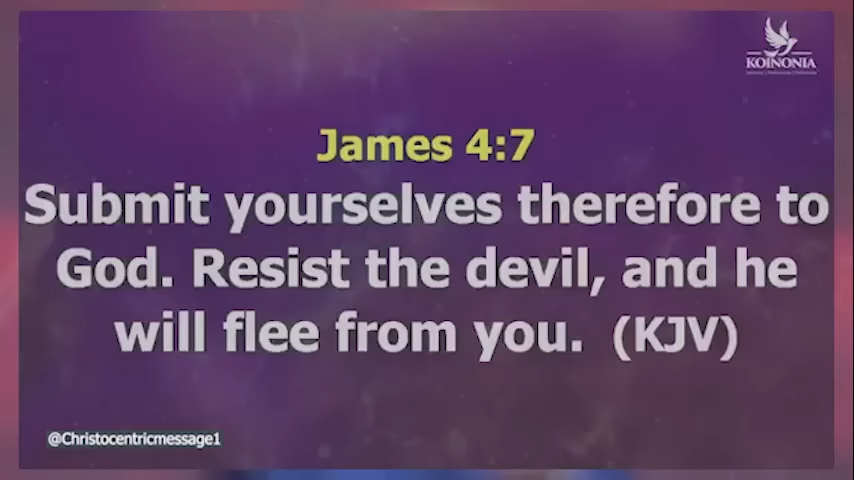 KOINONIA
James 4:7
Submit yourselves therefore to
God. Resist the devil, and he
will flee from you. (KJV)
@Christocentricmessage1